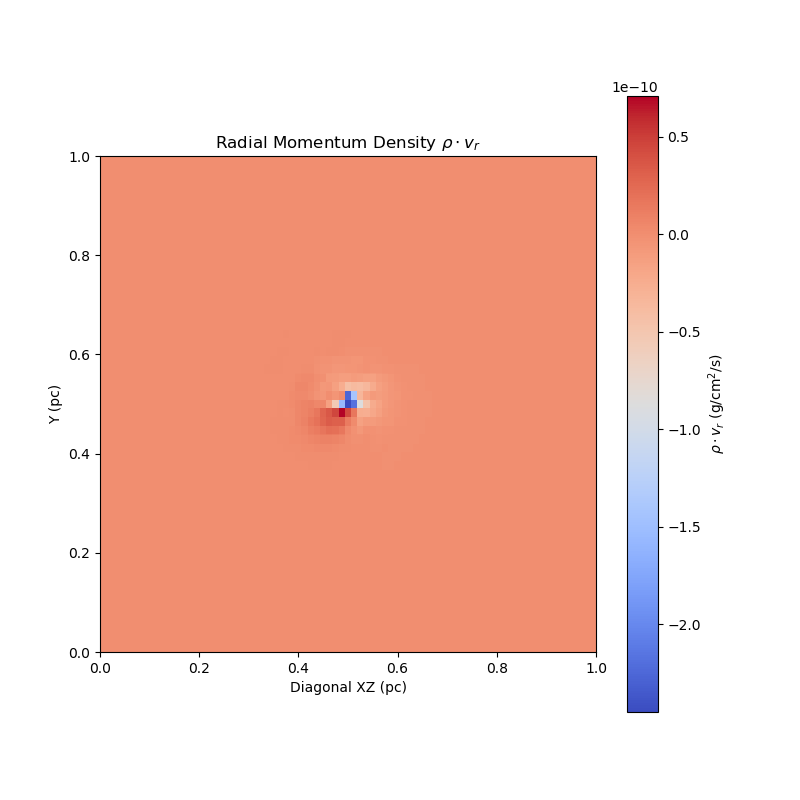 1e−10
Radial Momentum Density ρ · v_r
1.0
0.8
0.6
0.4
0.2
0.0
Y (pc)
0.0 0.2 0.4 0.6 0.8 1.0
Diagonal XZ (pc)
0.5
0.0
−0.5
−1.0
−1.5
−2.0
ρ · v_r (g/cm²/s)